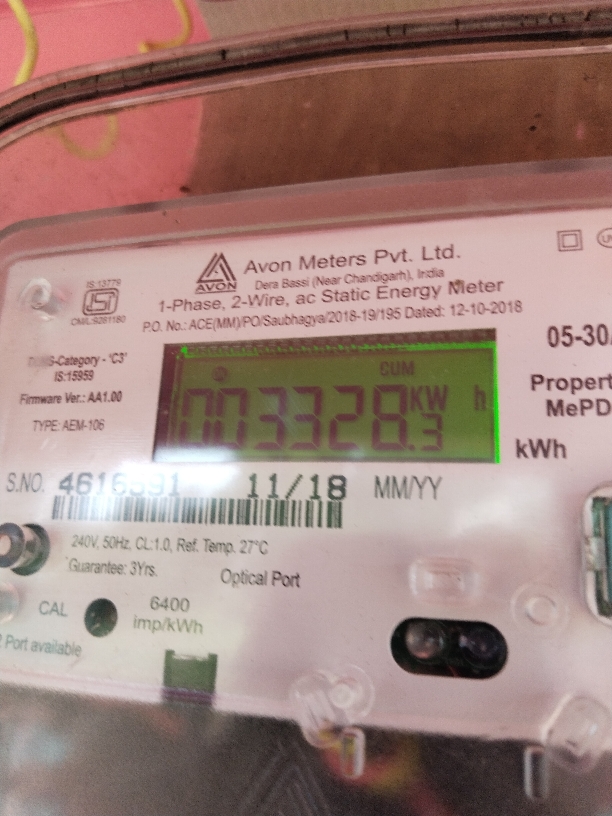 Avon Meters Pvt. Ltd.
AVON
Dera Bassi (Near Chandigarh), India
1-Phase, 2-Wire, ac Static Energy Meter
P.O. No.: ACE(MM)/PO/Saubhagya/2018-19/195 Dated: 12-10-2018
IS:13779
ISI
CM/L:9281180
-Category - 'C3'
IS:15959
Firmware Ver.: AA1.00
TYPE: AEM-106
CUM
003328.3 KW h
kWh
05-30
Propert
MePD
S.NO. 11/18 MM/YY
240V, 50Hz, CL:1.0, Ref. Temp. 27°C
Guarantee: 3Yrs.
Optical Port
CAL
6400
imp/kWh
Port available